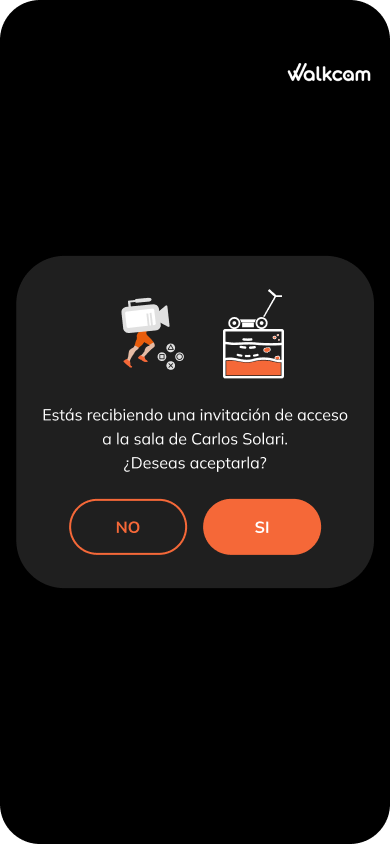 Walkcam
Estás recibiendo una invitación de acceso
a la sala de Carlos Solari.
¿Deseas aceptarla?
NO
SI